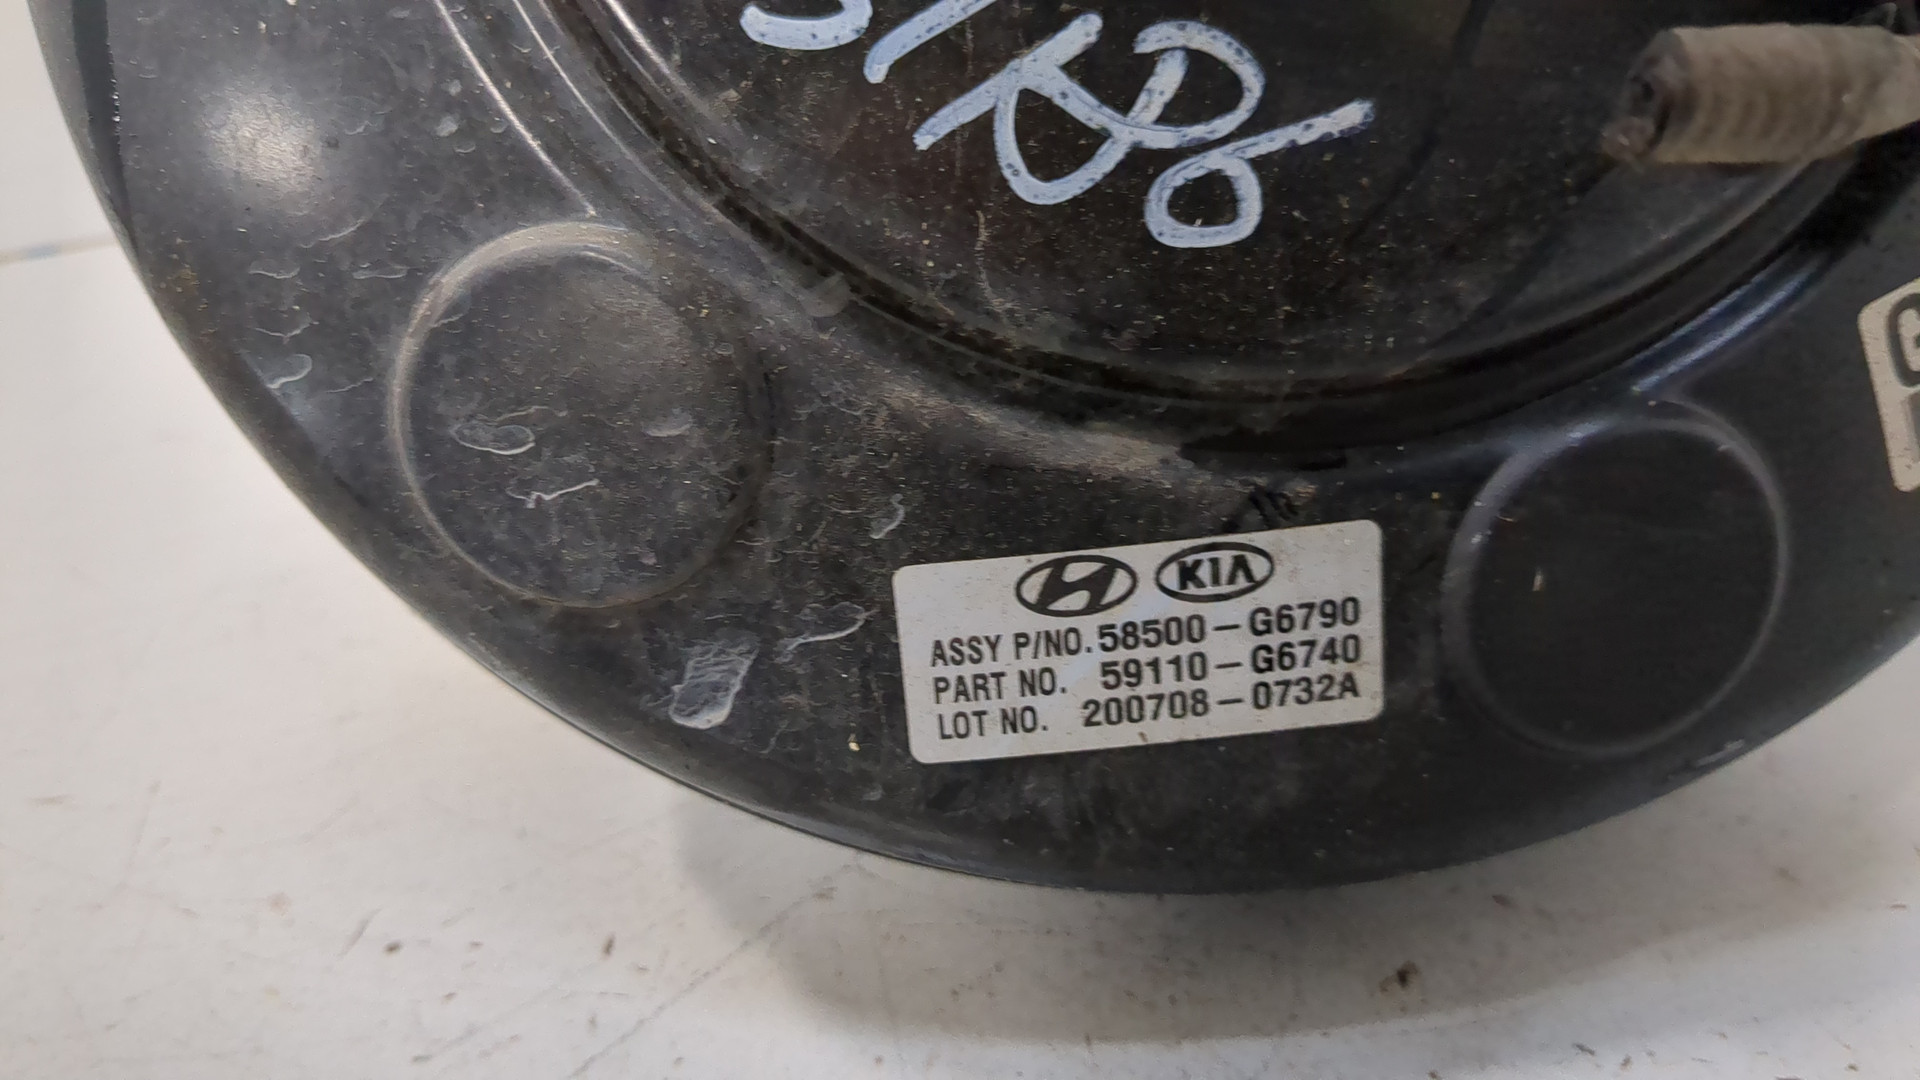 KIA
ASSY P/NO. 58500-G6790
PART NO. 59110-G6740
LOT NO. 200708-0732A